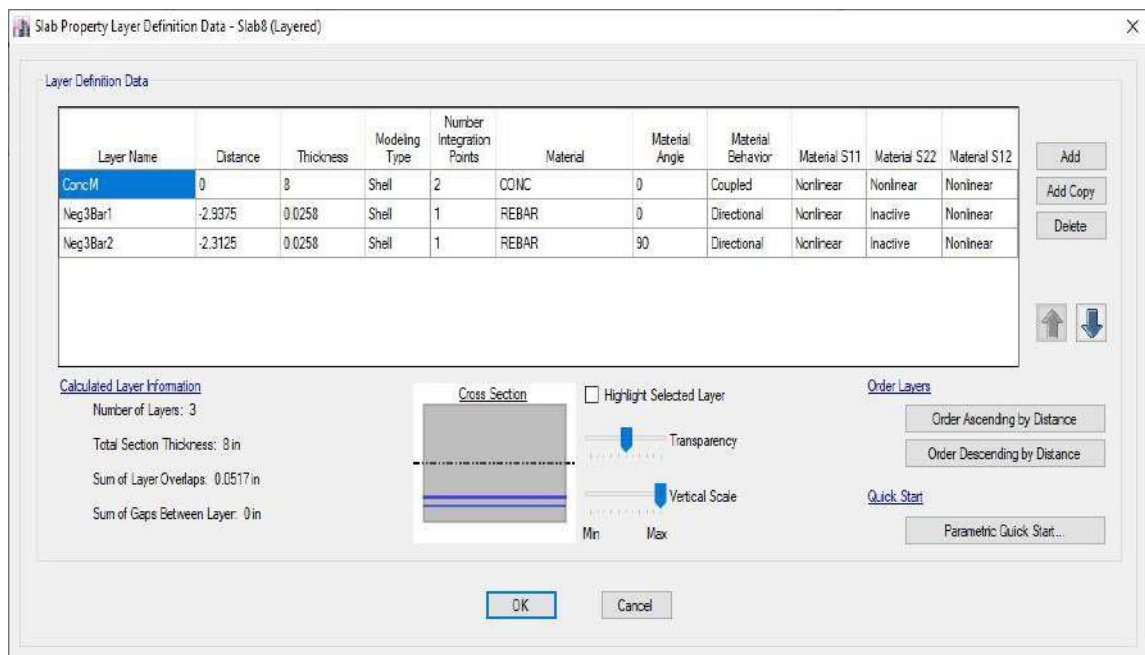 Slab Property Layer Definition Data - Slab8 (Layered)
X
Layer Definition Data
Layer Name Distance Thickness Modeling Type Number Integration Points Material Material Angle Material Behavior Material S11 Material S22 Material S12
ConcM 0 8 Shell 2 CONC 0 Coupled Nonlinear Nonlinear Nonlinear
Neg3Bar1 -2.9375 0.0258 Shell 1 REBAR 0 Directional Nonlinear Inactive Nonlinear
Neg3Bar2 -2.3125 0.0258 Shell 1 REBAR 90 Directional Nonlinear Inactive Nonlinear
Add
Add Copy
Delete
Calculated Layer Information
Number of Layers: 3
Total Section Thickness: 8 in
Sum of Layer Overlaps: 0.0517 in
Sum of Gaps Between Layer: 0 in
Cross Section
Highlight Selected Layer
Transparency
Vertical Scale
Min Max
Order Layers
Order Ascending by Distance
Order Descending by Distance
Quick Start
Parametric Quick Start...
OK Cancel